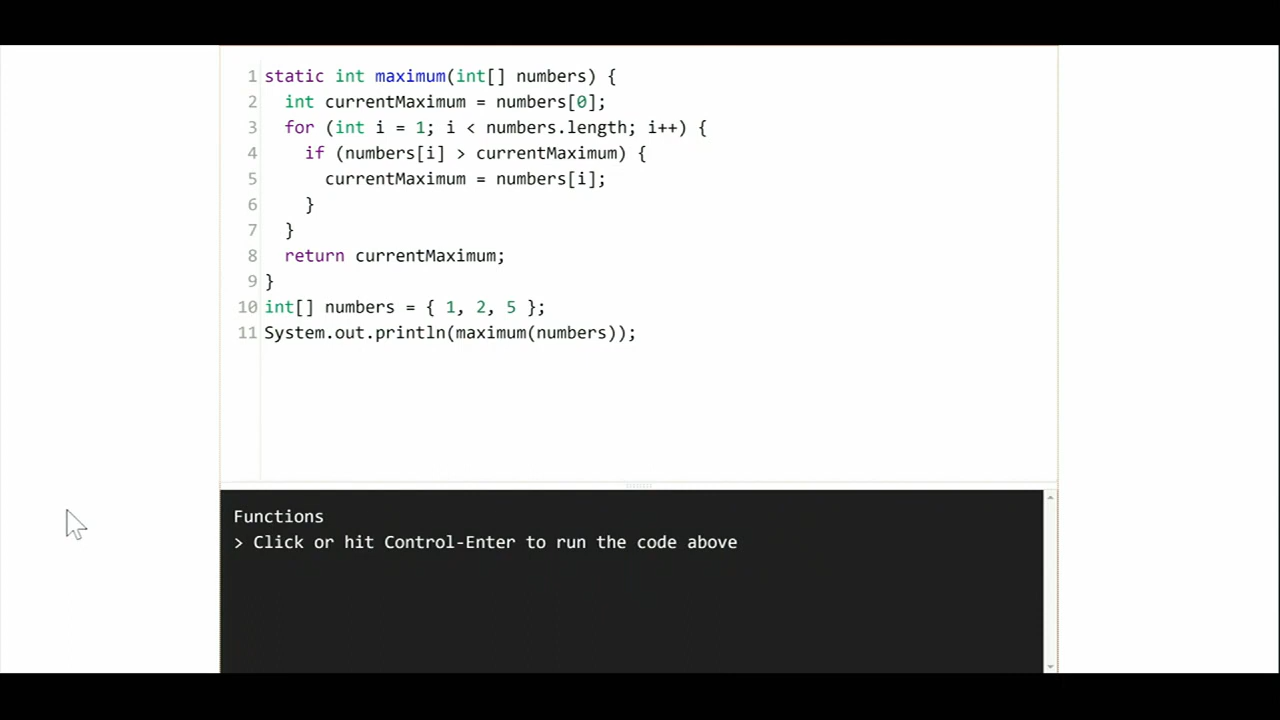 1 static int maximum(int[] numbers) {
2   int currentMaximum = numbers[0];
3   for (int i = 1; i < numbers.length; i++) {
4     if (numbers[i] > currentMaximum) {
5       currentMaximum = numbers[i];
6     }
7   }
8   return currentMaximum;
9 }
10 int[] numbers = { 1, 2, 5 };
11 System.out.println(maximum(numbers));
Functions
> Click or hit Control-Enter to run the code above